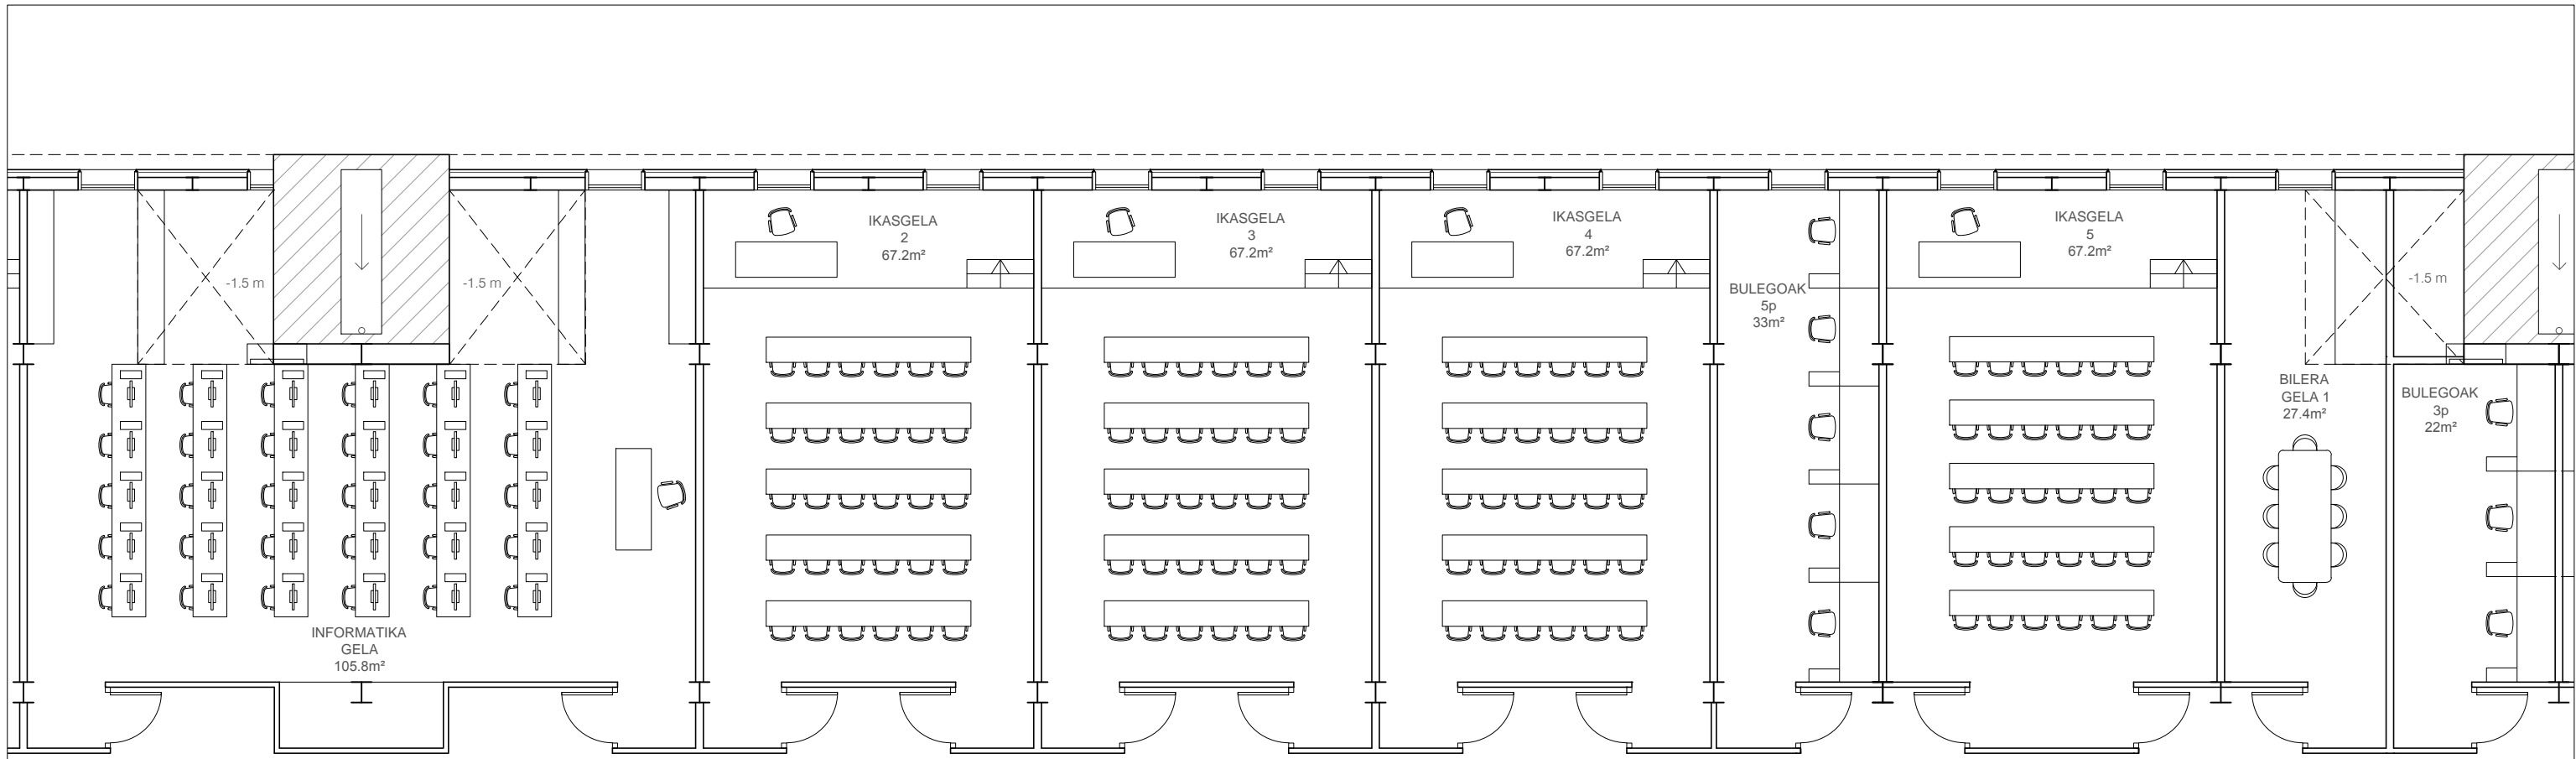 IKASGELA
2
67.2m²
IKASGELA
3
67.2m²
IKASGELA
4
67.2m²
IKASGELA
5
67.2m²
-1.5 m
-1.5 m
-1.5 m
BULEGOAK
5p
33m²
BILERA
GELA 1
27.4m²
BULEGOAK
3p
22m²
INFORMATIKA
GELA
105.8m²